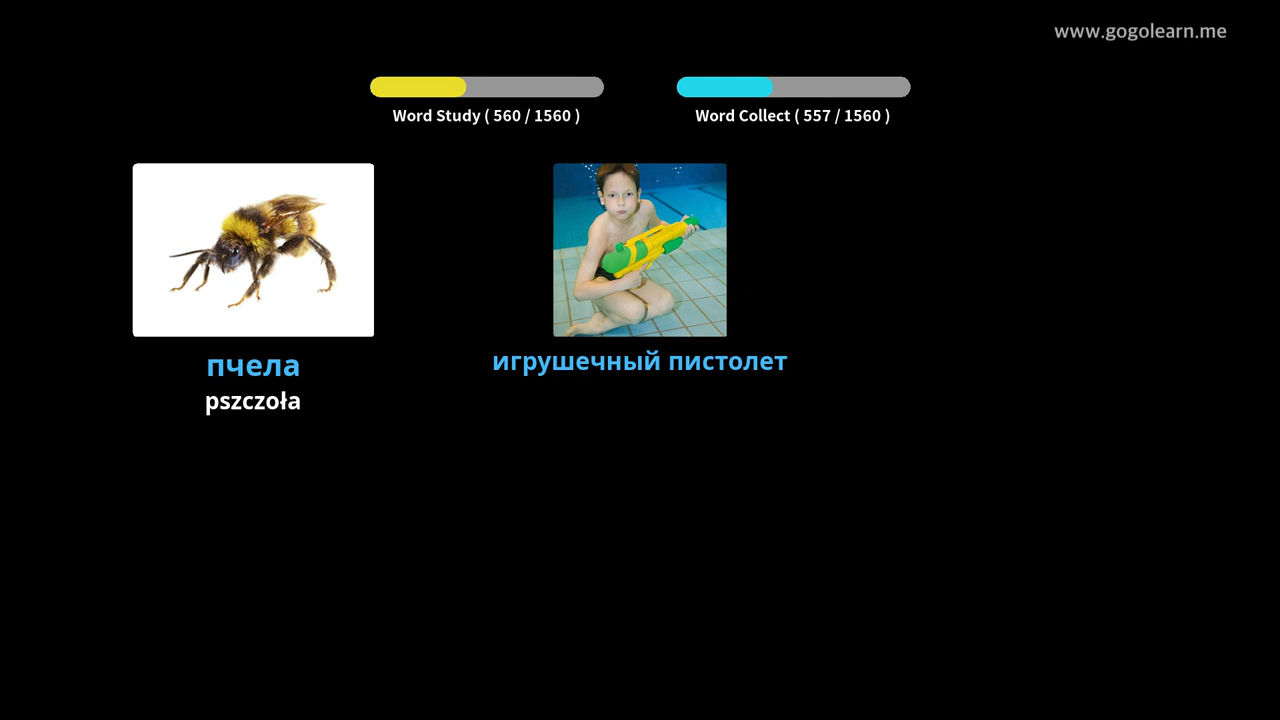 www.gogolearn.me
Word Study ( 560 / 1560 )
Word Collect ( 557 / 1560 )
пчела
pszczoła
игрушечный пистолет